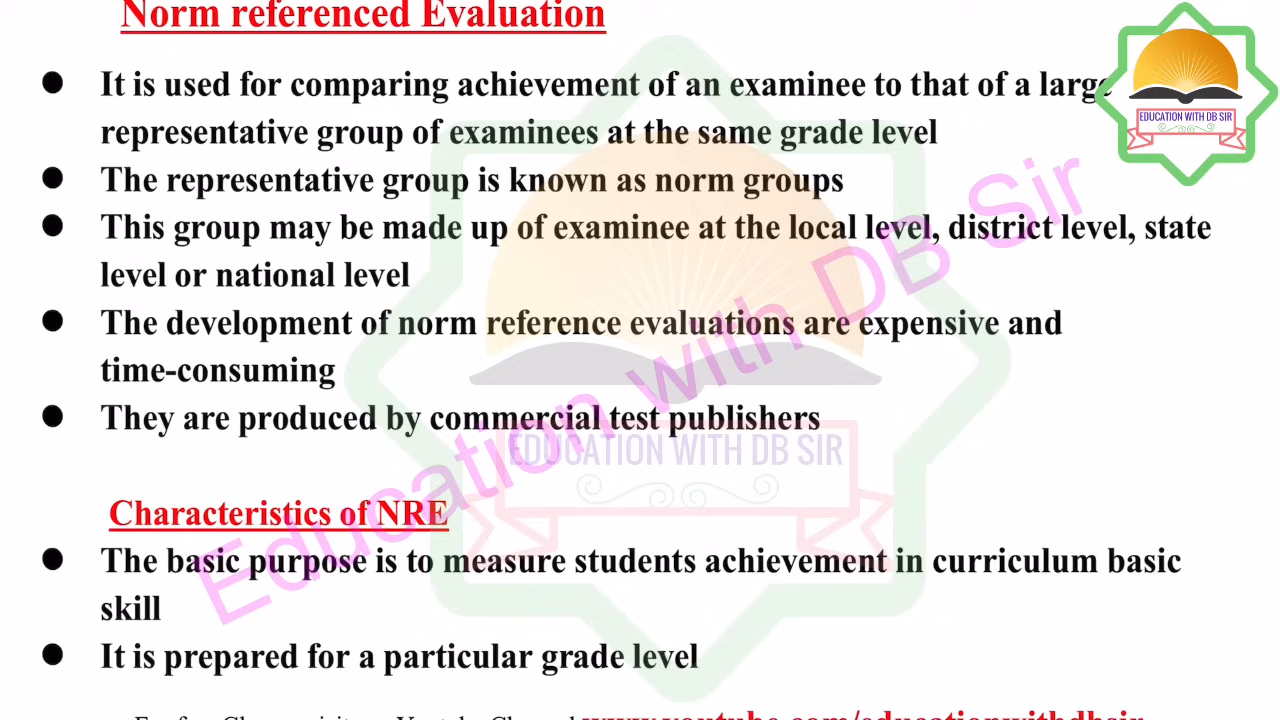 Norm referenced Evaluation
EDUCATION WITH DB SIR
● It is used for comparing achievement of an examinee to that of a large
representative group of examinees at the same grade level
● The representative group is known as norm groups
● This group may be made up of examinee at the local level, district level, state
level or national level
● The development of norm reference evaluations are expensive and
time-consuming
● They are produced by commercial test publishers
EDUCATION WITH DB SIR
Education with DB Sir
Characteristics of NRE
● The basic purpose is to measure students achievement in curriculum basic
skill
● It is prepared for a particular grade level
www.youtube.com/educationwithdbsir